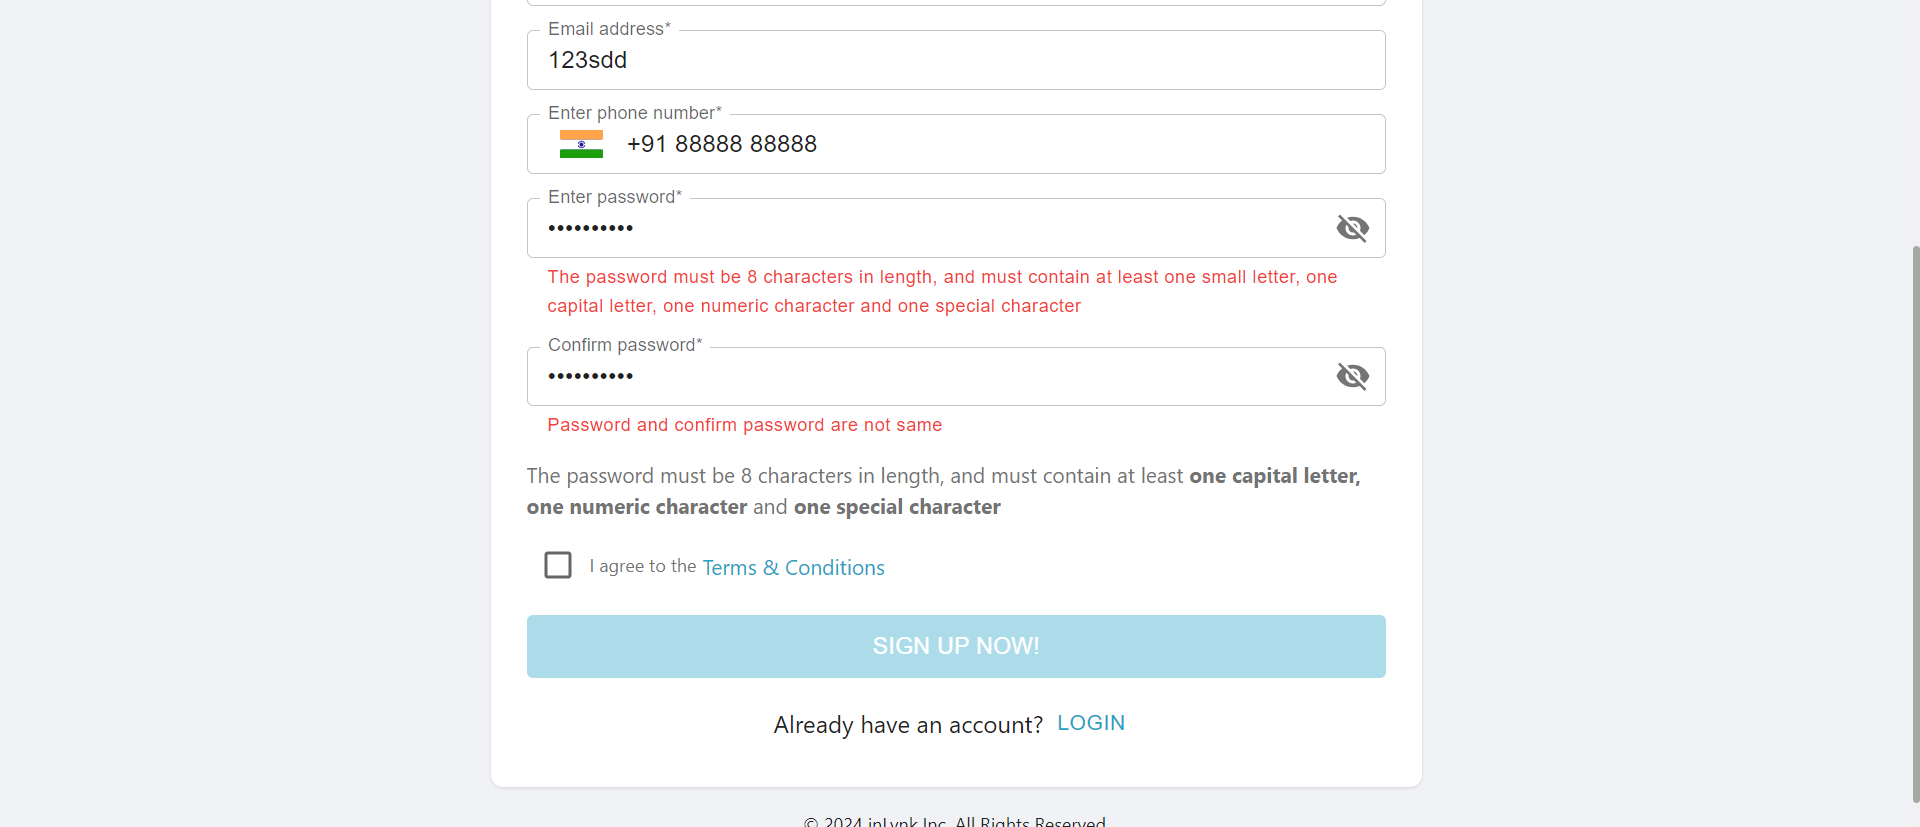 Email address*
123sdd
Enter phone number*
+91 88888 88888
Enter password*
••••••••••
The password must be 8 characters in length, and must contain at least one small letter, one
capital letter, one numeric character and one special character
Confirm password*
••••••••••
Password and confirm password are not same
The password must be 8 characters in length, and must contain at least one capital letter,
one numeric character and one special character
I agree to the Terms & Conditions
SIGN UP NOW!
Already have an account? LOGIN
© 2024 inLynk Inc. All Rights Reserved